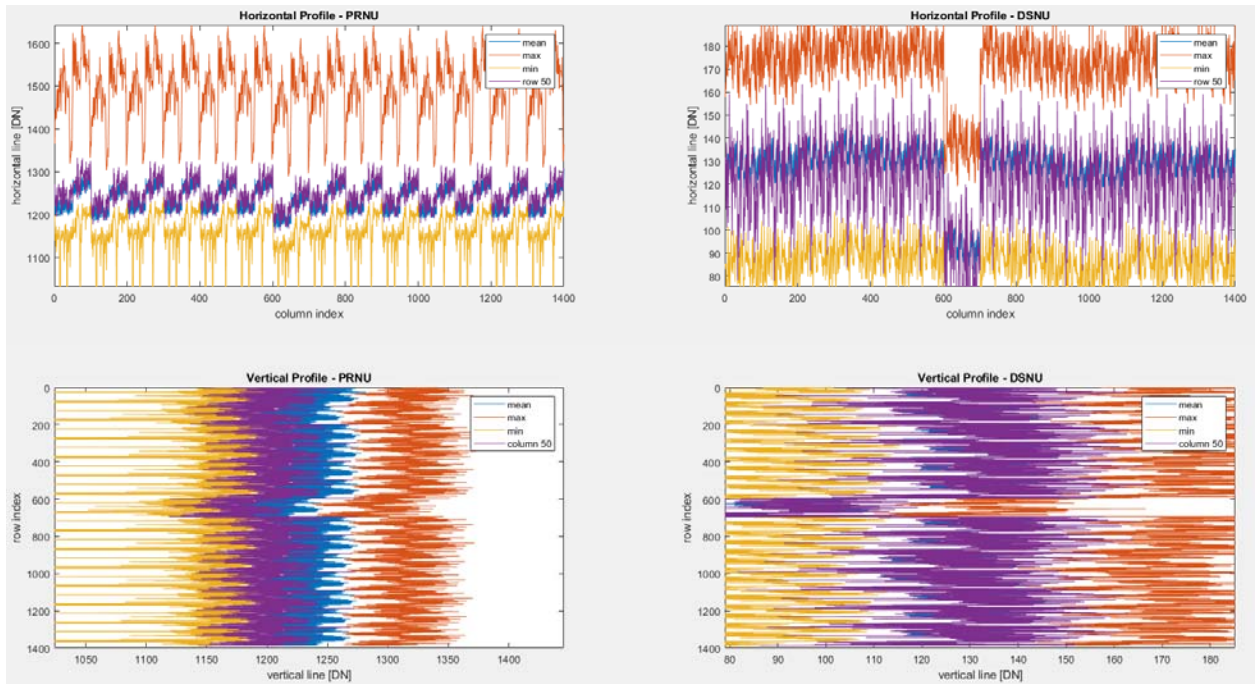 Horizontal Profile - PRNU
horizontal line [DN]
1600
1500
1400
1300
1200
1100
mean
max
min
row 50
0 200 400 600 800 1000 1200 1400
column index
Horizontal Profile - DSNU
horizontal line [DN]
180
170
160
150
140
130
120
110
100
90
80
mean
max
min
row 50
0 200 400 600 800 1000 1200 1400
column index
Vertical Profile - PRNU
row index
0
200
400
600
800
1000
1200
1400
mean
max
min
column 50
1050 1100 1150 1200 1250 1300 1350 1400
vertical line [DN]
Vertical Profile - DSNU
row index
0
200
400
600
800
1000
1200
1400
mean
max
min
column 50
80 90 100 110 120 130 140 150 160 170 180
vertical line [DN]